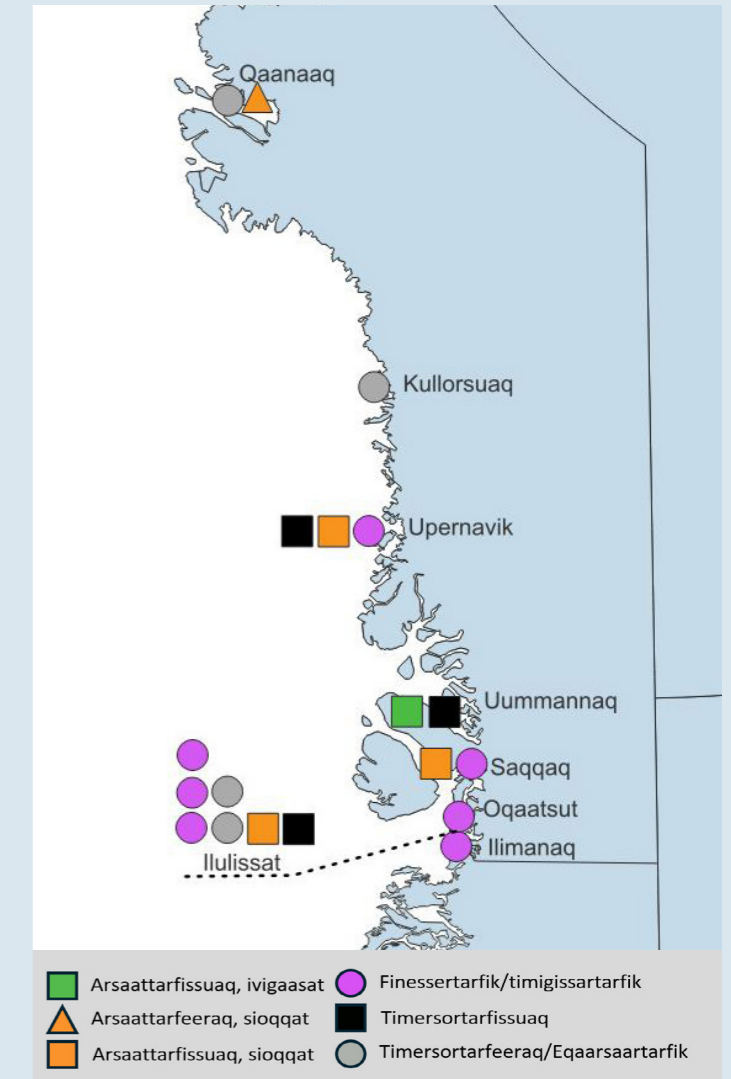 Qaanaaq
Kullorsuaq
Upernavik
Uummannaq
Saqqaq
Oqaatsut
Ilimanaq
Ilulissat
Arsaattarfissuaq, ivigaasat
Arsaattarfeeraq, sioqqat
Arsaattarfissuaq, sioqqat
Finessertarfik/timigissartarfik
Timersortarfissuaq
Timersortarfeeraq/Eqaarsaartarfik